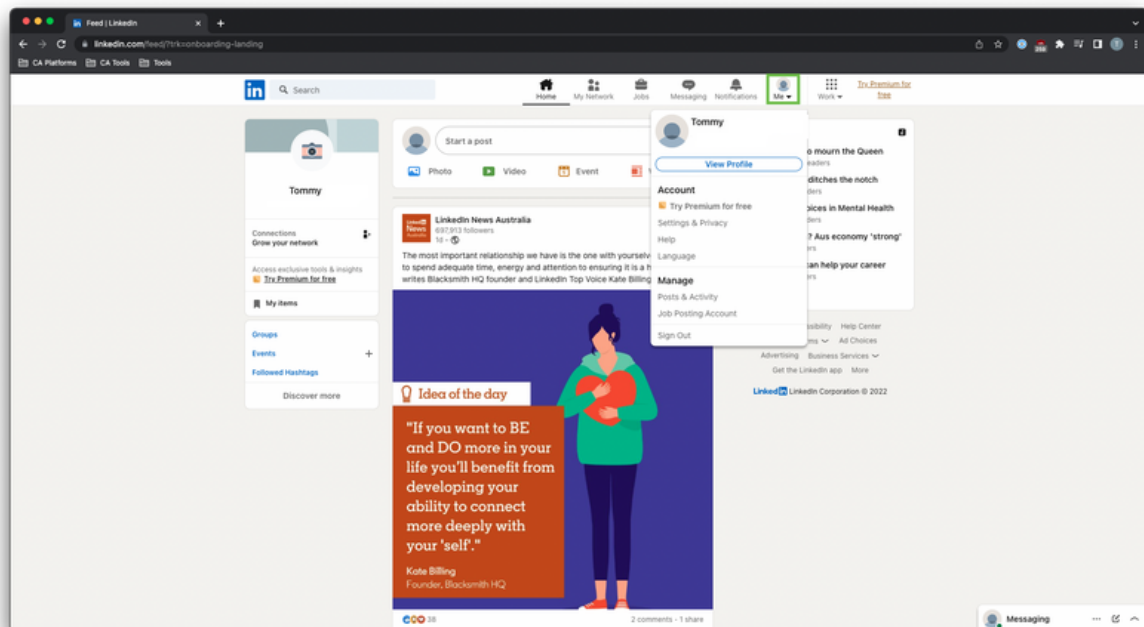 Feed | LinkedIn
linkedin.com/feed/?trk=onboarding-landing
CA Platforms CA Tools Tools
in Search
Home My Network Jobs Messaging Notifications Me Work Try Premium for free
Tommy
Connections
Grow your network
Access exclusive tools & insights
Try Premium for free
My items
Groups
Events
Followed Hashtags
Discover more
Start a post
Photo Video Event
LinkedIn News Australia
LinkedIn News Australia
697,913 followers
1d
The most important relationship we have is the one with yourself
to spend adequate time, energy and attention to ensuring it is a h
writes Blacksmith HQ founder and LinkedIn Top Voice Kate Billing
Idea of the day
"If you want to BE
and DO more in your
life you'll benefit from
developing your
ability to connect
more deeply with
your 'self'."
Kate Billing
Founder, Blacksmith HQ
38 2 comments · 1 share
Tommy
View Profile
Account
Try Premium for free
Settings & Privacy
Help
Language
Manage
Posts & Activity
Job Posting Account
Sign Out
o mourn the Queen
ditches the notch
oices in Mental Health
? Aus economy 'strong'
can help your career
Help Center
Ad Choices
Advertising Business Services
Get the LinkedIn app More
LinkedIn LinkedIn Corporation © 2022
Messaging